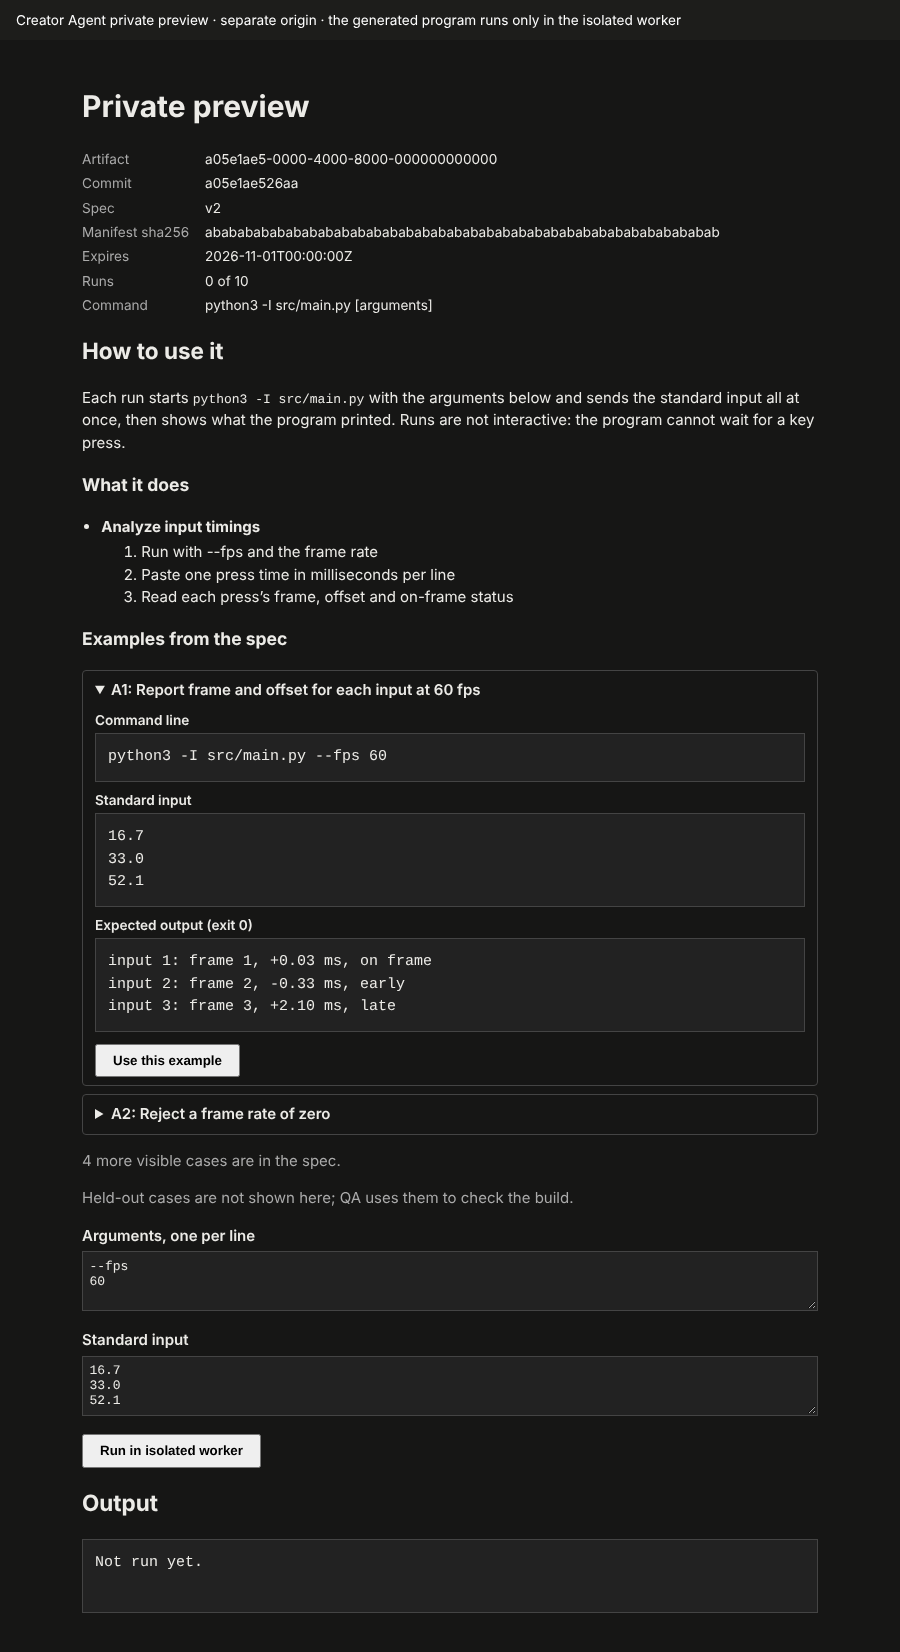 Creator Agent private preview · separate origin · the generated program runs only in the isolated worker
Private preview
Artifact a05e1ae5-0000-4000-8000-000000000000
Commit a05e1ae526aa
Spec v2
Manifest sha256 abababababababababababababababababababababababababababababababab
Expires 2026-11-01T00:00:00Z
Runs 0 of 10
Command python3 -I src/main.py [arguments]
How to use it
Each run starts python3 -I src/main.py with the arguments below and sends the standard input all at
once, then shows what the program printed. Runs are not interactive: the program cannot wait for a key
press.
What it does
• Analyze input timings
1. Run with --fps and the frame rate
2. Paste one press time in milliseconds per line
3. Read each press’s frame, offset and on-frame status
Examples from the spec
▼ A1: Report frame and offset for each input at 60 fps
Command line
python3 -I src/main.py --fps 60
Standard input
16.7
33.0
52.1
Expected output (exit 0)
input 1: frame 1, +0.03 ms, on frame
input 2: frame 2, -0.33 ms, early
input 3: frame 3, +2.10 ms, late
Use this example
▶ A2: Reject a frame rate of zero
4 more visible cases are in the spec.
Held-out cases are not shown here; QA uses them to check the build.
Arguments, one per line
--fps
60
Standard input
16.7
33.0
52.1
Run in isolated worker
Output
Not run yet.